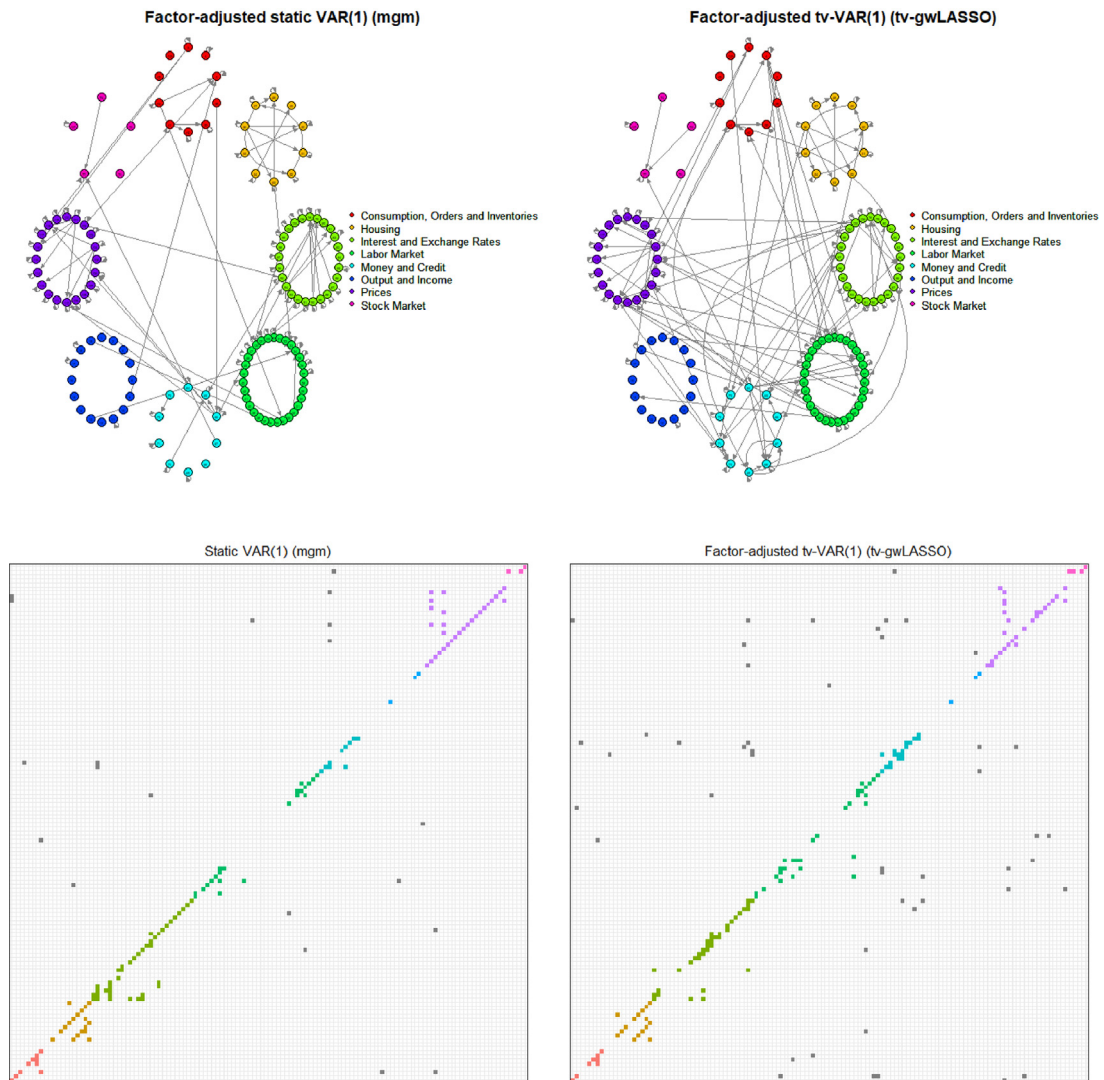 Factor-adjusted static VAR(1) (mgm)
Factor-adjusted tv-VAR(1) (tv-gwLASSO)
Consumption, Orders and Inventories
Housing
Interest and Exchange Rates
Labor Market
Money and Credit
Output and Income
Prices
Stock Market
Consumption, Orders and Inventories
Housing
Interest and Exchange Rates
Labor Market
Money and Credit
Output and Income
Prices
Stock Market
Static VAR(1) (mgm)
Factor-adjusted tv-VAR(1) (tv-gwLASSO)